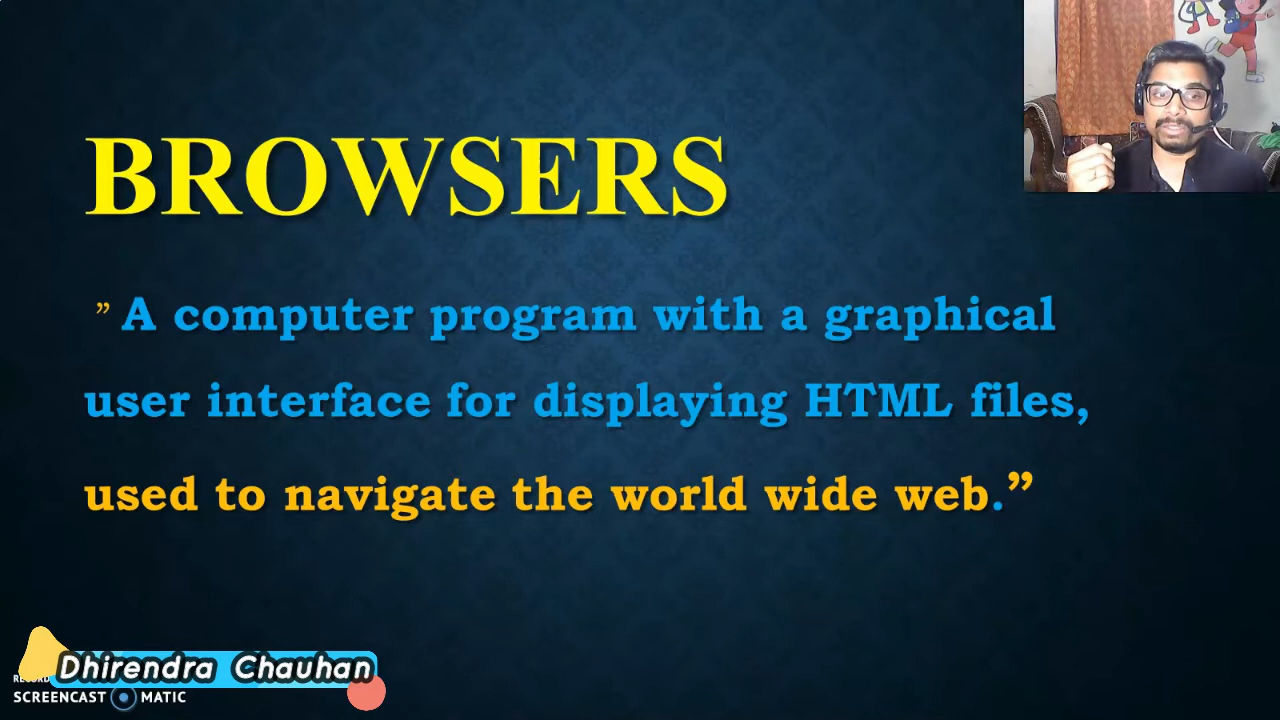 BROWSERS
” A computer program with a graphical
user interface for displaying HTML files,
used to navigate the world wide web.”
Dhirendra Chauhan
RECORD
SCREENCAST MATIC